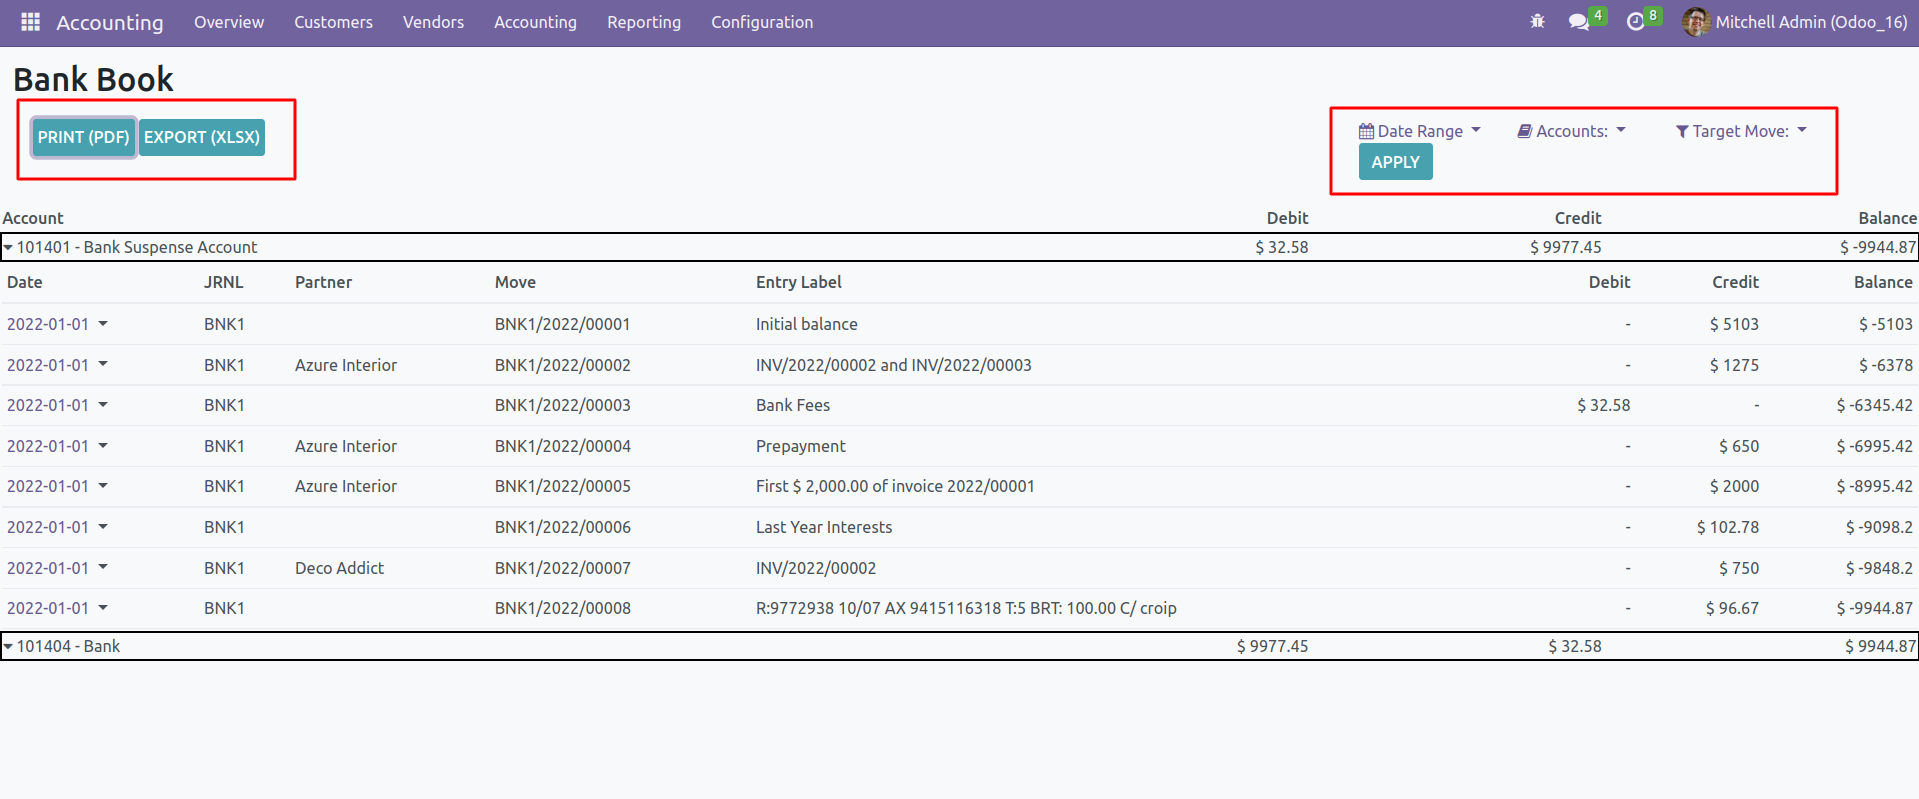 Accounting Overview Customers Vendors Accounting Reporting Configuration 4 8 Mitchell Admin (Odoo_16)
Bank Book
PRINT (PDF) EXPORT (XLSX)
Date Range Accounts: Target Move:
APPLY
Account Debit Credit Balance
101401 - Bank Suspense Account $ 32.58 $ 9977.45 $ -9944.87
Date JRNL Partner Move Entry Label Debit Credit Balance
2022-01-01 BNK1 BNK1/2022/00001 Initial balance - $ 5103 $ -5103
2022-01-01 BNK1 Azure Interior BNK1/2022/00002 INV/2022/00002 and INV/2022/00003 - $ 1275 $ -6378
2022-01-01 BNK1 BNK1/2022/00003 Bank Fees $ 32.58 - $ -6345.42
2022-01-01 BNK1 Azure Interior BNK1/2022/00004 Prepayment - $ 650 $ -6995.42
2022-01-01 BNK1 Azure Interior BNK1/2022/00005 First $ 2,000.00 of invoice 2022/00001 - $ 2000 $ -8995.42
2022-01-01 BNK1 BNK1/2022/00006 Last Year Interests - $ 102.78 $ -9098.2
2022-01-01 BNK1 Deco Addict BNK1/2022/00007 INV/2022/00002 - $ 750 $ -9848.2
2022-01-01 BNK1 BNK1/2022/00008 R:9772938 10/07 AX 9415116318 T:5 BRT: 100.00 C/ croip - $ 96.67 $ -9944.87
101404 - Bank $ 9977.45 $ 32.58 $ 9944.87